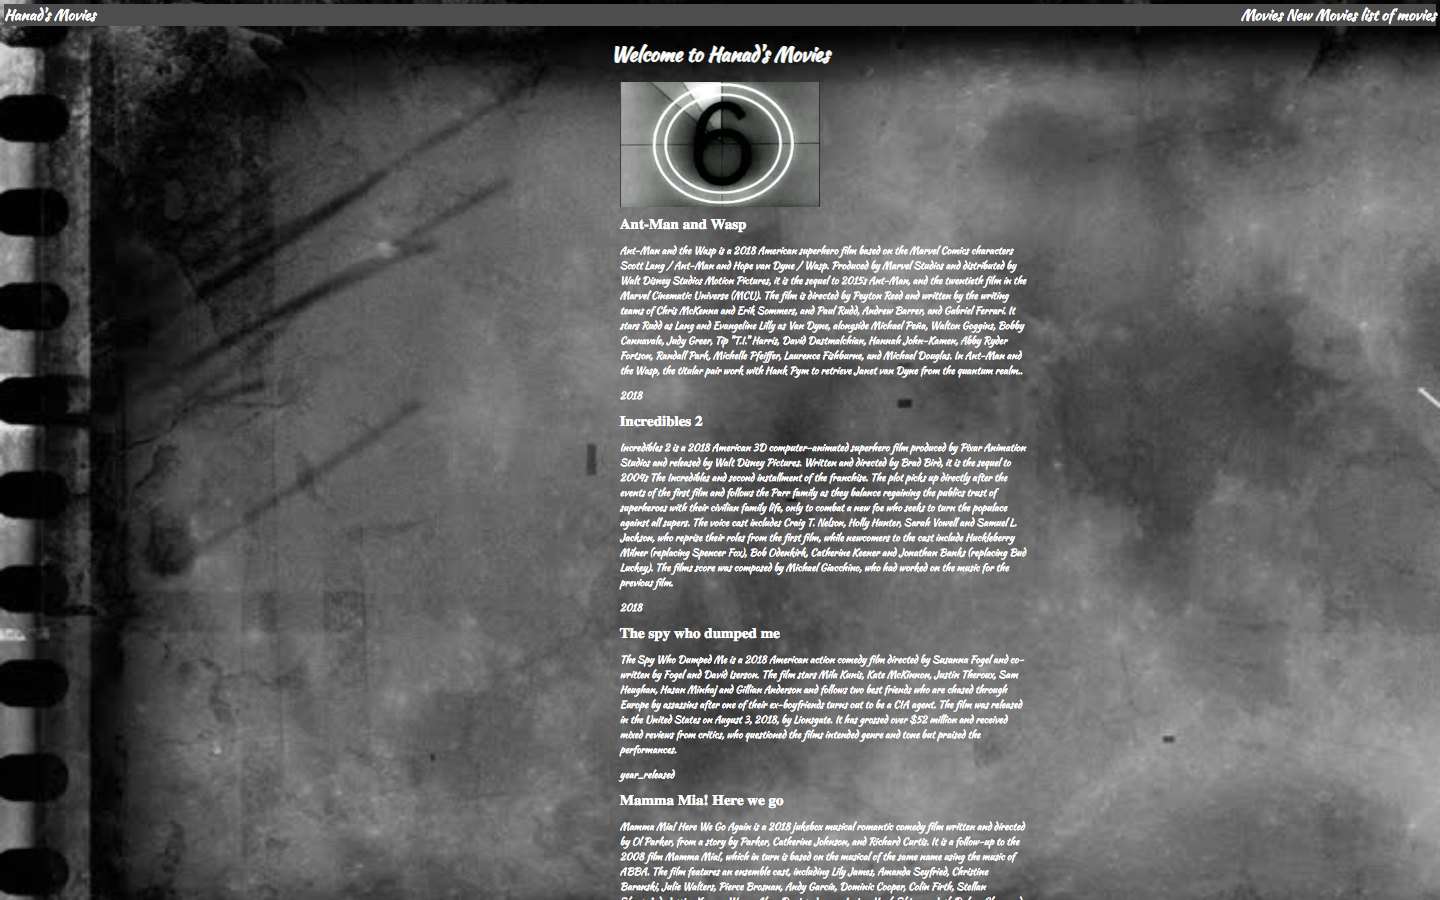 Hanad's Movies
Movies New Movies list of movies
Welcome to Hanad's Movies
6
Ant-Man and Wasp
Ant-Man and the Wasp is a 2018 American superhero film based on the Marvel Comics characters
Scott Lang / Ant-Man and Hope van Dyne / Wasp. Produced by Marvel Studios and distributed by
Walt Disney Studios Motion Pictures, it is the sequel to 2015s Ant-Man, and the twentieth film in the
Marvel Cinematic Universe (MCU). The film is directed by Peyton Reed and written by the writing
teams of Chris McKenna and Erik Sommers, and Paul Rudd, Andrew Barrer, and Gabriel Ferrari. It
stars Rudd as Lang and Evangeline Lilly as Van Dyne, alongside Michael Peña, Walton Goggins, Bobby
Cannavale, Judy Greer, Tip "T.I." Harris, David Dastmalchian, Hannah John-Kamen, Abby Ryder
Fortson, Randall Park, Michelle Pfeiffer, Laurence Fishburne, and Michael Douglas. In Ant-Man and
the Wasp, the titular pair work with Hank Pym to retrieve Janet van Dyne from the quantum realm..
2018
Incredibles 2
Incredibles 2 is a 2018 American 3D computer-animated superhero film produced by Pixar Animation
Studios and released by Walt Disney Pictures. Written and directed by Brad Bird, it is the sequel to
2004s The Incredibles and second installment of the franchise. The plot picks up directly after the
events of the first film and follows the Parr family as they balance regaining the publics trust of
superheroes with their civilian family life, only to combat a new foe who seeks to turn the populace
against all supers. The voice cast includes Craig T. Nelson, Holly Hunter, Sarah Vowell and Samuel L.
Jackson, who reprise their roles from the first film, while newcomers to the cast include Huckleberry
Milner (replacing Spencer Fox), Bob Odenkirk, Catherine Keener and Jonathan Banks (replacing Bud
Luckey). The films score was composed by Michael Giacchino, who had worked on the music for the
previous film.
2018
The spy who dumped me
The Spy Who Dumped Me is a 2018 American action comedy film directed by Susanna Fogel and co-
written by Fogel and David Iserson. The film stars Mila Kunis, Kate McKinnon, Justin Theroux, Sam
Heughan, Hasan Minhaj and Gillian Anderson and follows two best friends who are chased through
Europe by assassins after one of their ex-boyfriends turns out to be a CIA agent. The film was released
in the United States on August 3, 2018, by Lionsgate. It has grossed over $52 million and received
mixed reviews from critics, who questioned the films intended genre and tone but praised the
performances.
year_released
Mamma Mia! Here we go
Mamma Mia! Here We Go Again is a 2018 jukebox musical romantic comedy film written and directed
by Ol Parker, from a story by Parker, Catherine Johnson, and Richard Curtis. It is a follow-up to the
2008 film Mamma Mia!, which in turn is based on the musical of the same name using the music of
ABBA. The film features an ensemble cast, including Lily James, Amanda Seyfried, Christine
Baranski, Julie Walters, Pierce Brosnan, Andy García, Dominic Cooper, Colin Firth, Stellan